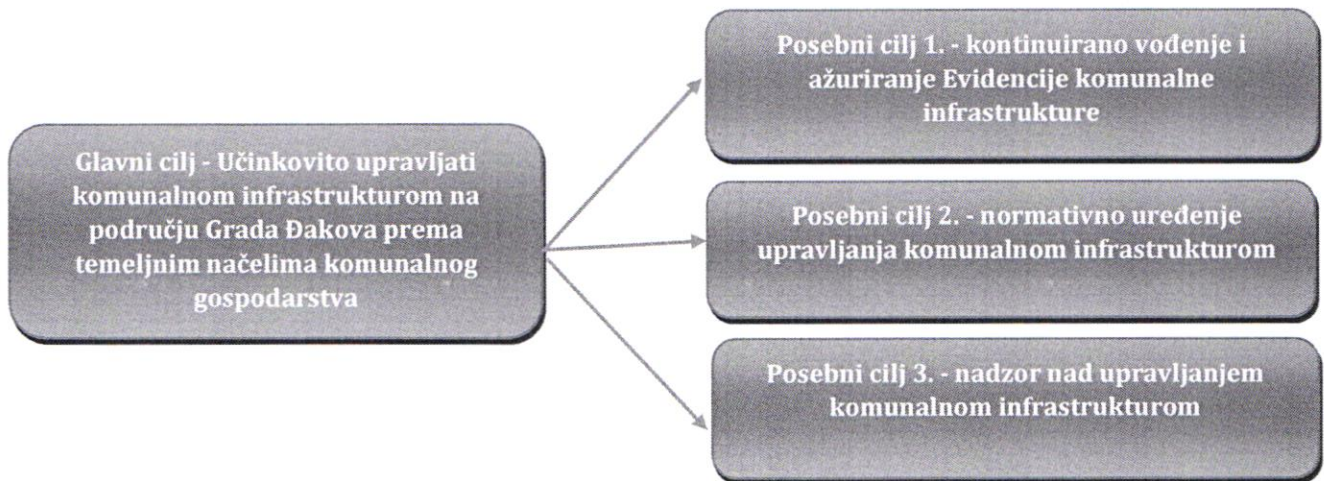 Glavni cilj - Učinkovito upravljati
komunalnom infrastrukturom na
području Grada Đakova prema
temeljnim načelima komunalnog
gospodarstva
Posebni cilj 1. - kontinuirano vođenje i
ažuriranje Evidencije komunalne
infrastrukture
Posebni cilj 2. - normativno uređenje
upravljanja komunalnom infrastrukturom
Posebni cilj 3. - nadzor nad upravljanjem
komunalnom infrastrukturom